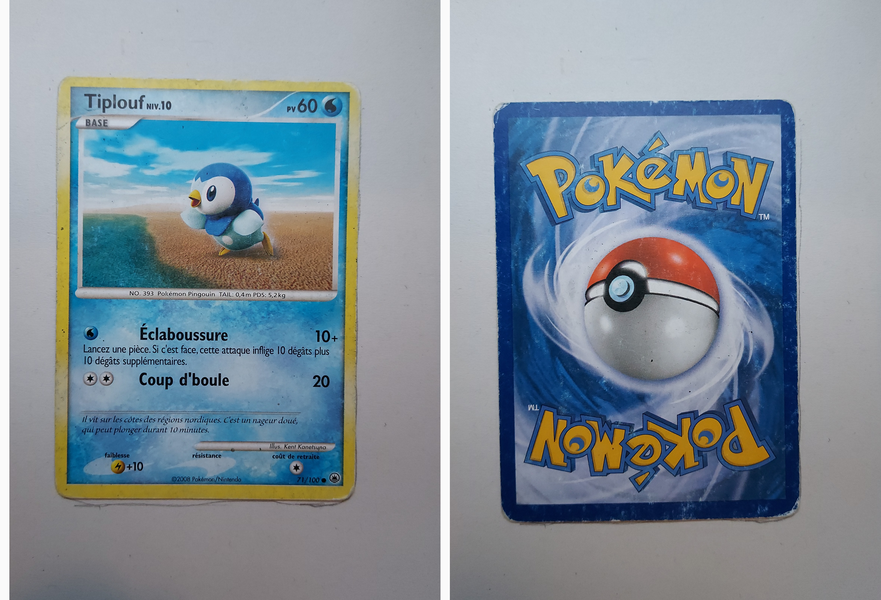 Tiplouf NIV.10
PV 60
BASE
NO. 393 Pokémon Pingouin TAIL: 0,4m PDS: 5,2kg
Éclaboussure 10+
Lancez une pièce. Si c'est face, cette attaque inflige 10 dégâts plus
10 dégâts supplémentaires.
Coup d'boule 20
Il vit sur les côtes des régions nordiques. C'est un nageur doué,
qui peut plonger durant 10 minutes.
Illus. Kent Kanetsuna
faiblesse résistance coût de retraite
+10
©2008 Pokémon/Nintendo 71/100
POKéMON
TM
POKéMON
TM